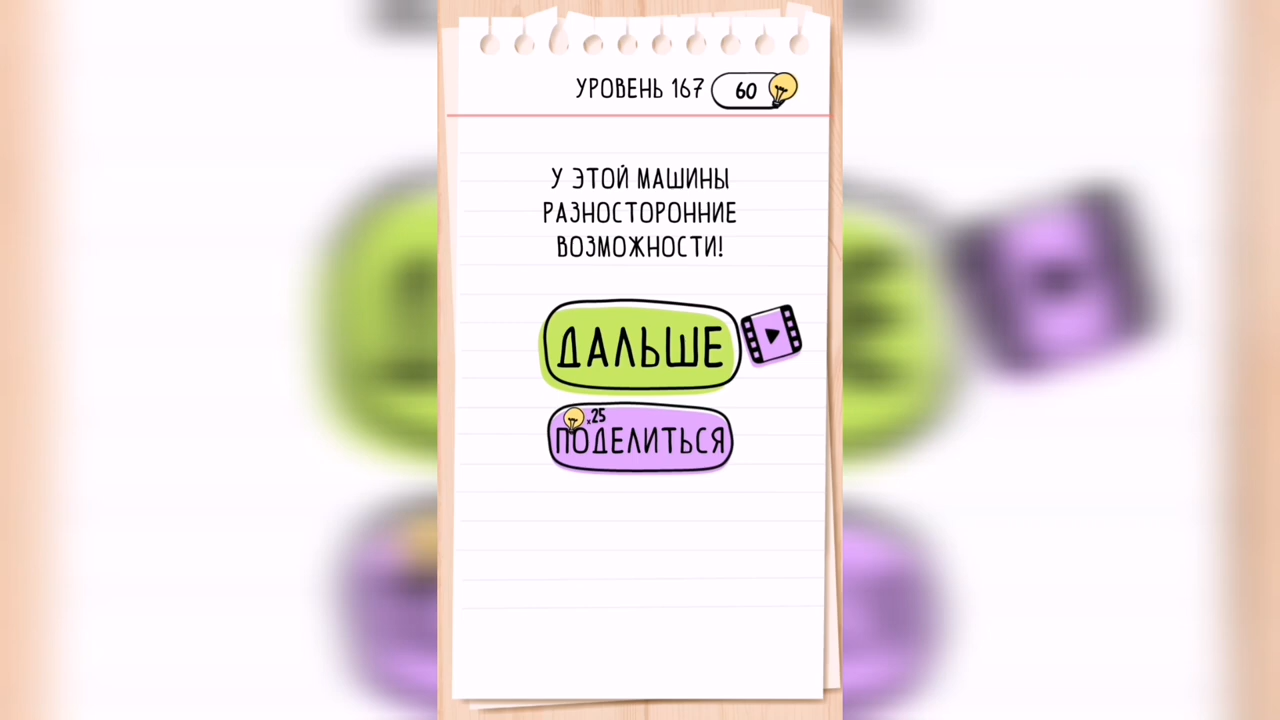 УРОВЕНЬ 167 60
У ЭТОЙ МАШИНЫ
РАЗНОСТОРОННИЕ
ВОЗМОЖНОСТИ!
ДАЛЬШЕ
x25
ПОДЕЛИТЬСЯ